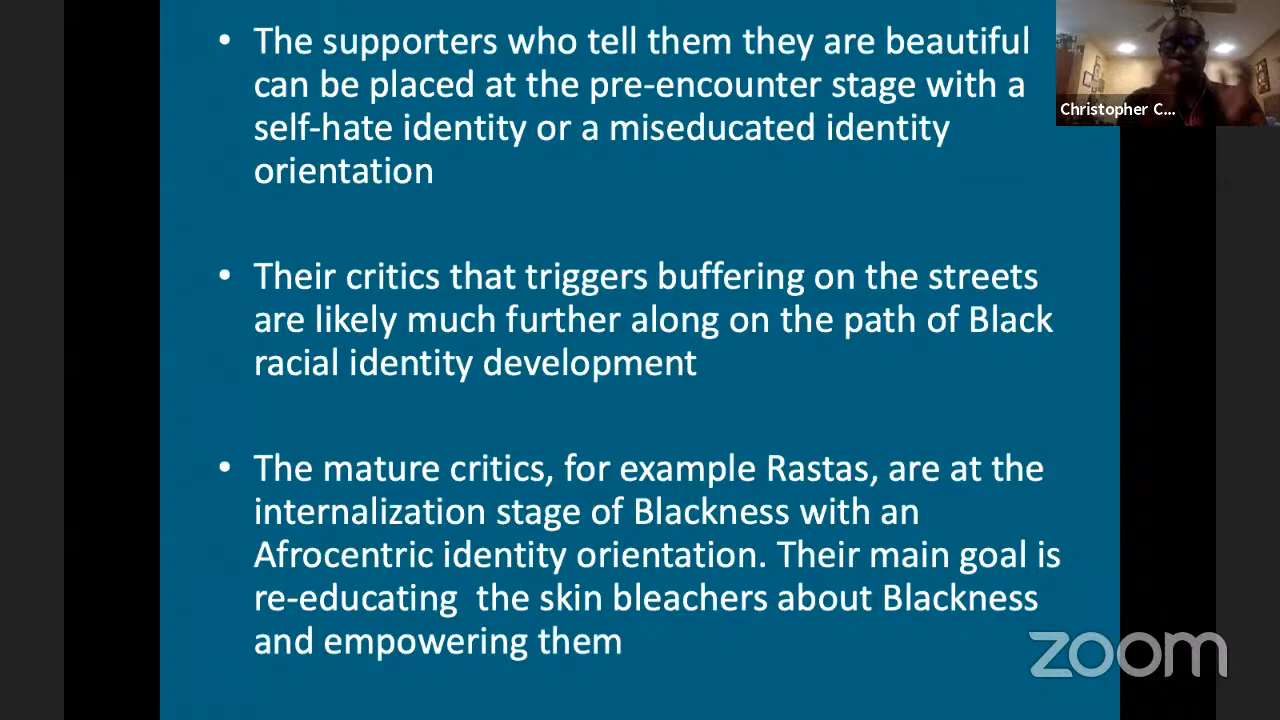 • The supporters who tell them they are beautiful
can be placed at the pre-encounter stage with a
self-hate identity or a miseducated identity
orientation
• Their critics that triggers buffering on the streets
are likely much further along on the path of Black
racial identity development
• The mature critics, for example Rastas, are at the
internalization stage of Blackness with an
Afrocentric identity orientation. Their main goal is
re-educating  the skin bleachers about Blackness
and empowering them
Christopher C...
zoom